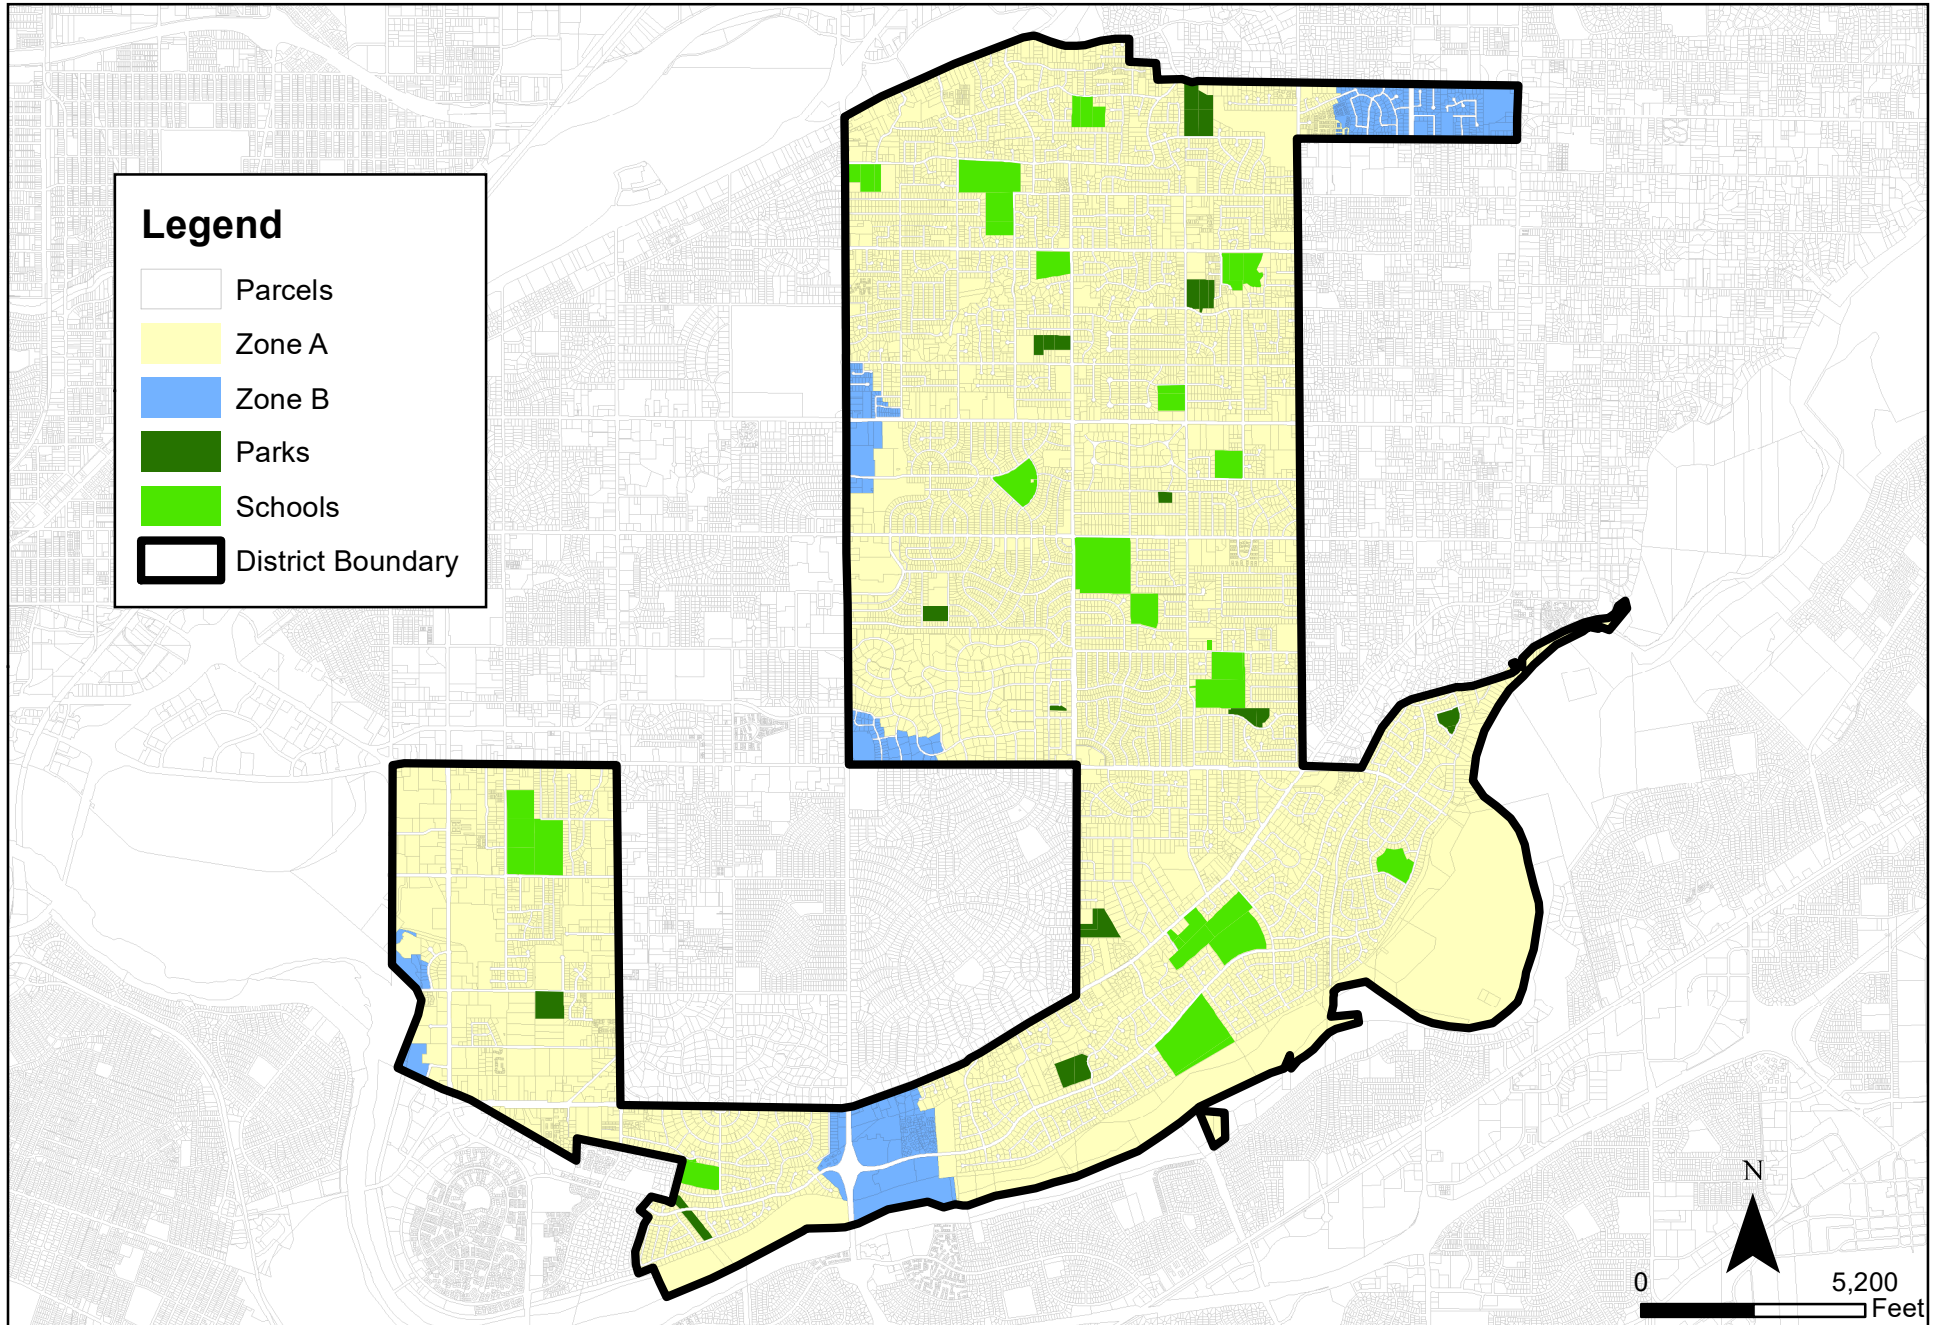 Legend
Parcels
Zone A
Zone B
Parks
Schools
District Boundary
N
0 5,200
Feet